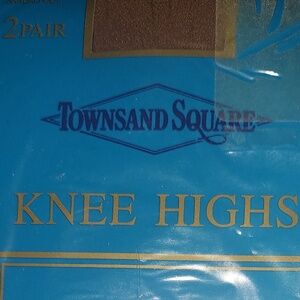 2 PAIR
TOWNSAND SQUARE
KNEE HIGHS